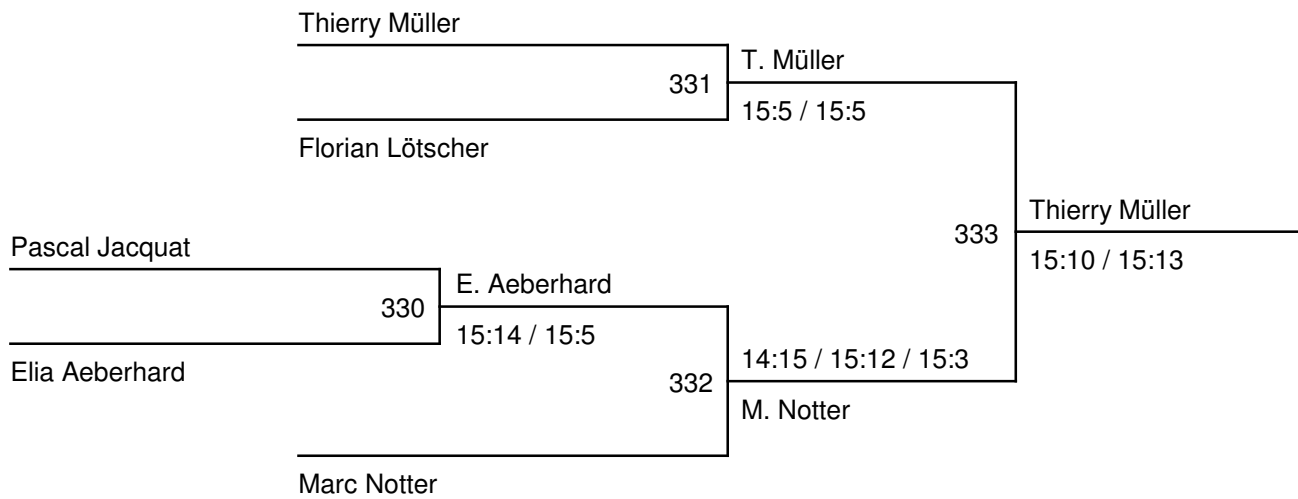 Thierry Müller
T. Müller
331
15:5 / 15:5
Florian Lötscher
Thierry Müller
333
15:10 / 15:13
Pascal Jacquat
E. Aeberhard
330
15:14 / 15:5
Elia Aeberhard
14:15 / 15:12 / 15:3
332
M. Notter
Marc Notter